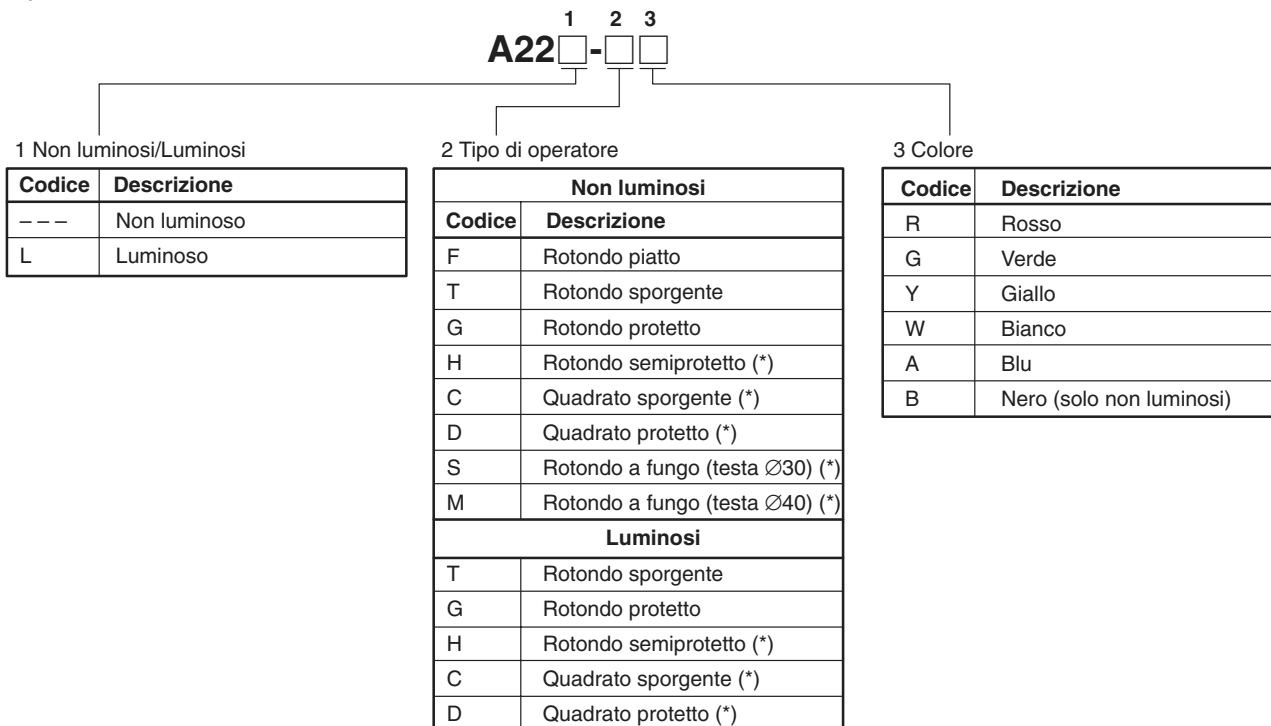 1 2 3
A22□-□□
1 Non luminosi/Luminosi
Codice Descrizione
– – – Non luminoso
L Luminoso
2 Tipo di operatore
Non luminosi
Codice Descrizione
F Rotondo piatto
T Rotondo sporgente
G Rotondo protetto
H Rotondo semiprotetto (*)
C Quadrato sporgente (*)
D Quadrato protetto (*)
S Rotondo a fungo (testa ∅30) (*)
M Rotondo a fungo (testa ∅40) (*)
Luminosi
T Rotondo sporgente
G Rotondo protetto
H Rotondo semiprotetto (*)
C Quadrato sporgente (*)
D Quadrato protetto (*)
3 Colore
Codice Descrizione
R Rosso
G Verde
Y Giallo
W Bianco
A Blu
B Nero (solo non luminosi)